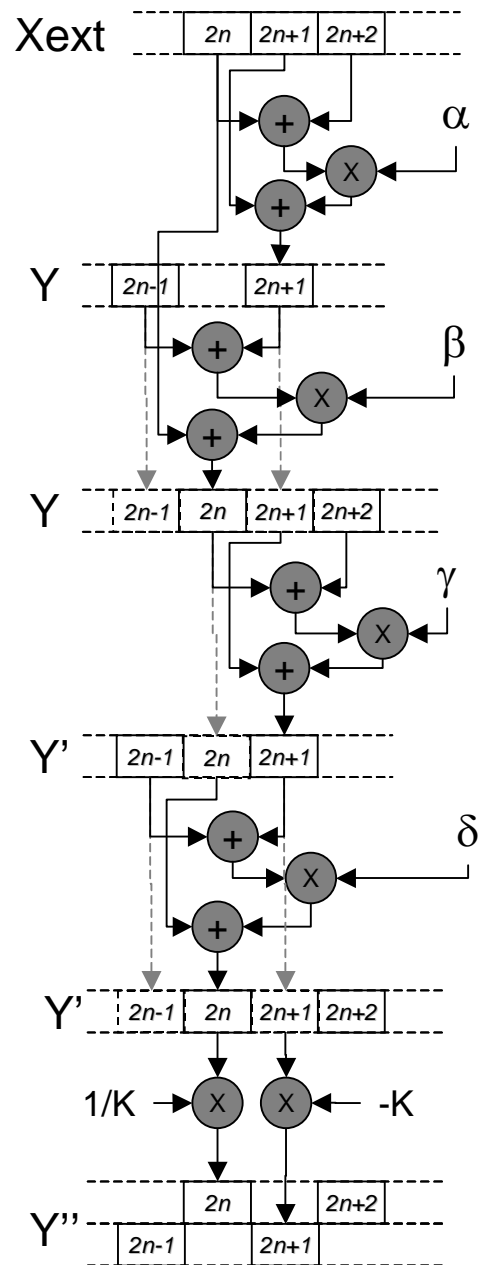 Xext 2n 2n+1 2n+2
+
α
X
+
Y 2n-1 2n+1
+
β
X
+
Y 2n-1 2n 2n+1 2n+2
+
γ
X
+
Y’ 2n-1 2n 2n+1
+
δ
X
+
Y’ 2n-1 2n 2n+1 2n+2
1/K X X -K
2n 2n+2
Y’’
2n-1 2n+1